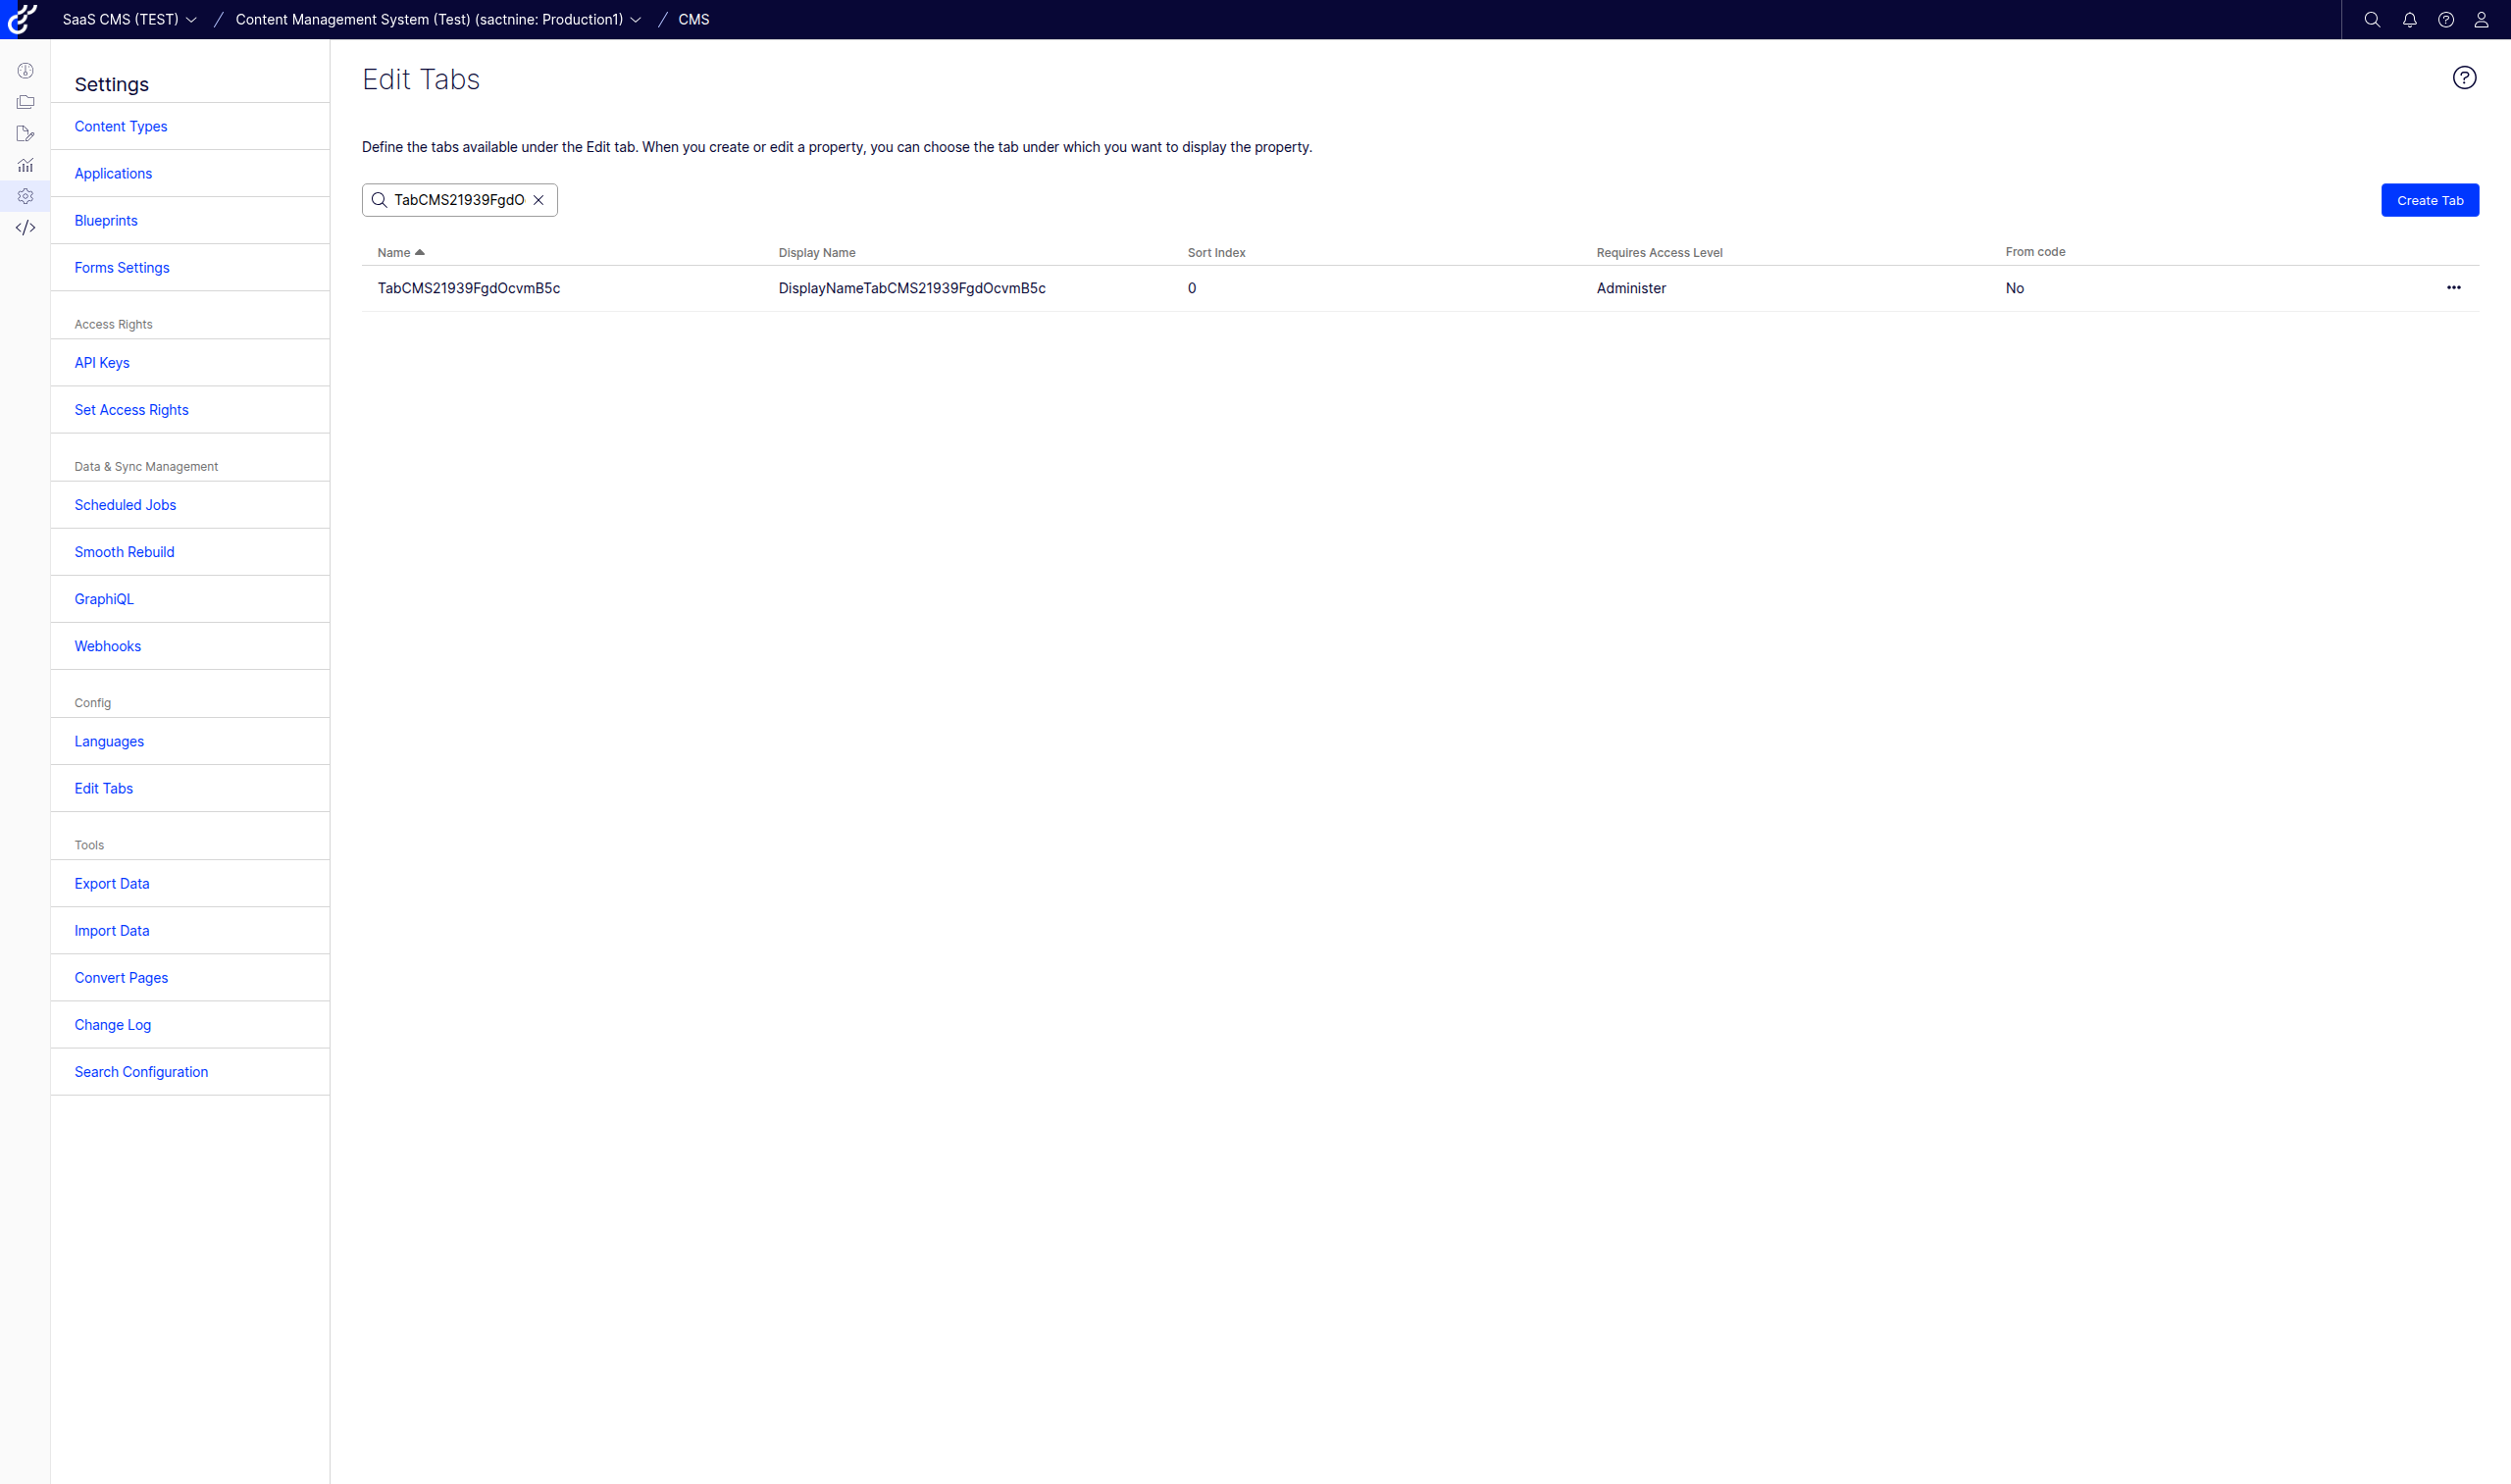 SaaS CMS (TEST) / Content Management System (Test) (sactnine: Production1) / CMS
Settings
Content Types
Applications
Blueprints
Forms Settings
Access Rights
API Keys
Set Access Rights
Data & Sync Management
Scheduled Jobs
Smooth Rebuild
GraphiQL
Webhooks
Config
Languages
Edit Tabs
Tools
Export Data
Import Data
Convert Pages
Change Log
Search Configuration
Edit Tabs
Define the tabs available under the Edit tab. When you create or edit a property, you can choose the tab under which you want to display the property.
TabCMS21939FgdO
Create Tab
Name Display Name Sort Index Requires Access Level From code
TabCMS21939FgdOcvmB5c DisplayNameTabCMS21939FgdOcvmB5c 0 Administer No